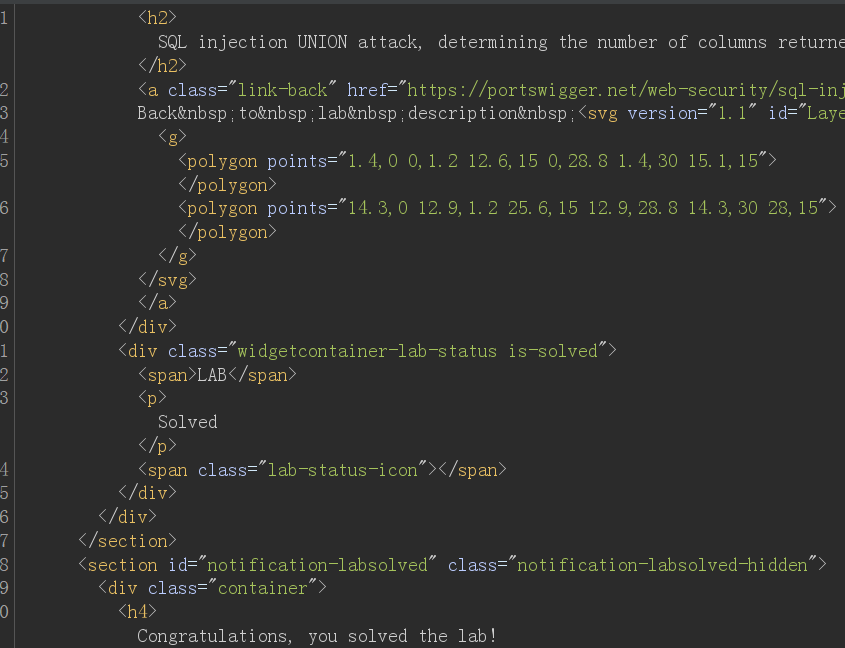 1 <h2>
SQL injection UNION attack, determining the number of columns returne
</h2>
2 <a class="link-back" href="https://portswigger.net/web-security/sql-inj
3 Back&nbsp;to&nbsp;lab&nbsp;description&nbsp;<svg version="1.1" id="Laye
4 <g>
5 <polygon points="1.4,0 0,1.2 12.6,15 0,28.8 1.4,30 15.1,15">
</polygon>
6 <polygon points="14.3,0 12.9,1.2 25.6,15 12.9,28.8 14.3,30 28,15">
</polygon>
7 </g>
8 </svg>
9 </a>
0 </div>
1 <div class="widgetcontainer-lab-status is-solved">
2 <span>LAB</span>
3 <p>
Solved
</p>
4 <span class="lab-status-icon"></span>
5 </div>
6 </div>
7 </section>
8 <section id="notification-labsolved" class="notification-labsolved-hidden">
9 <div class="container">
0 <h4>
Congratulations, you solved the lab!